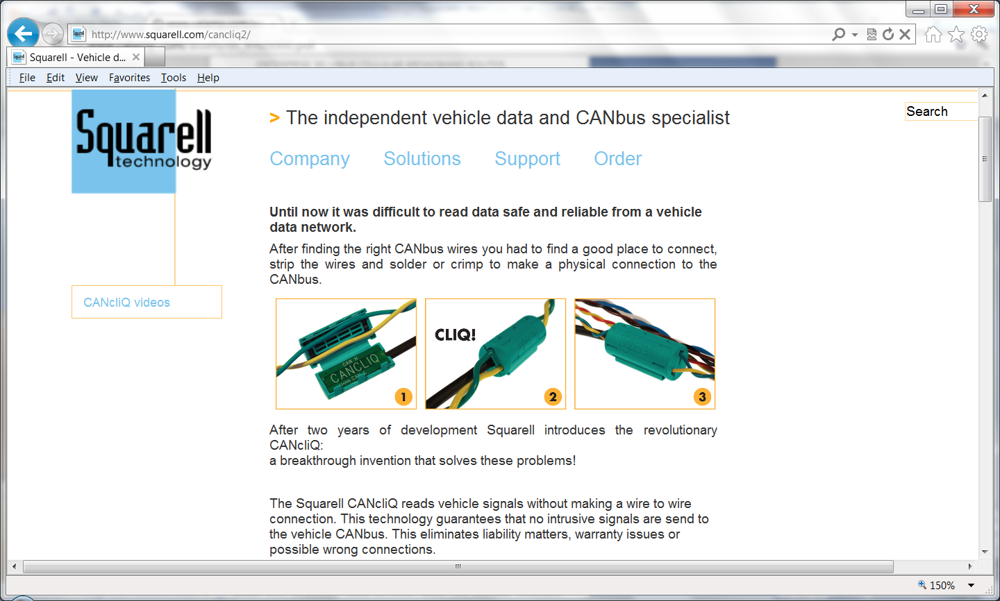 http://www.squarell.com/cancliq2/
Squarell - Vehicle d...
File Edit View Favorites Tools Help
Squarell
technology
> The independent vehicle data and CANbus specialist
Search
Company Solutions Support Order
Until now it was difficult to read data safe and reliable from a vehicle
data network.
After finding the right CANbus wires you had to find a good place to connect,
strip the wires and solder or crimp to make a physical connection to the
CANbus.
CANcliQ videos
CAN H
CANCLIQ
1
CLIQ!
2
squarell
3
After two years of development Squarell introduces the revolutionary
CANcliQ:
a breakthrough invention that solves these problems!
The Squarell CANcliQ reads vehicle signals without making a wire to wire
connection. This technology guarantees that no intrusive signals are send to
the vehicle CANbus. This eliminates liability matters, warranty issues or
possible wrong connections.
150%